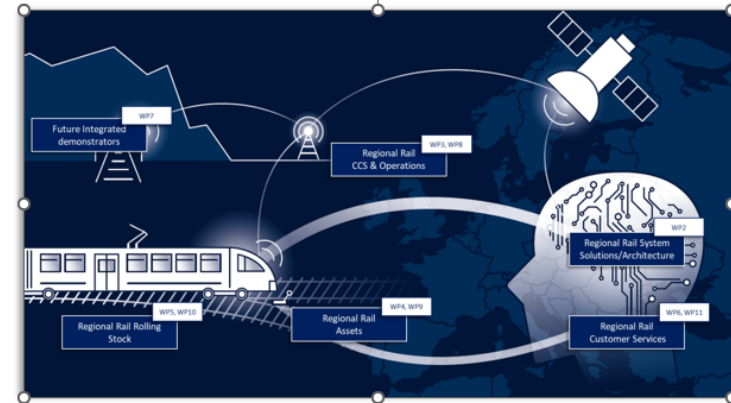 WP7
Future Integrated
demonstrators
WP3, WP8
Regional Rail
CCS & Operations
WP2
Regional Rail System
Solutions/Architecture
WP5, WP10
Regional Rail Rolling
Stock
WP4, WP9
Regional Rail
Assets
WP6, WP11
Regional Rail
Customer Services